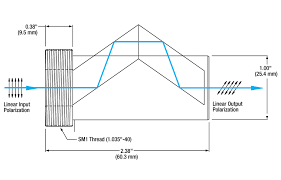 0.38"
(9.5 mm)
1.00"
(25.4 mm)
Linear Input
Polarization
Linear Output
Polarization
SM1 Thread (1.035"-40)
2.38"
(60.3 mm)